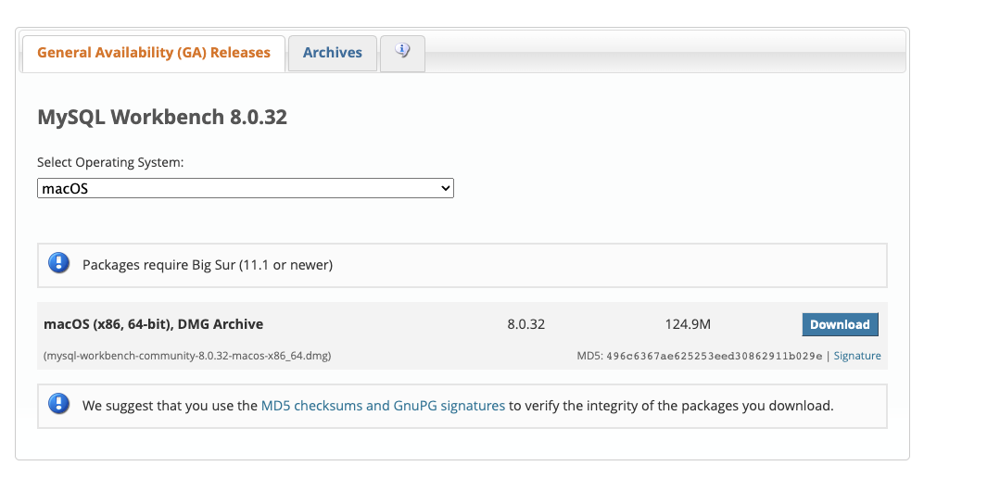 General Availability (GA) Releases
Archives
MySQL Workbench 8.0.32
Select Operating System:
macOS
Packages require Big Sur (11.1 or newer)
macOS (x86, 64-bit), DMG Archive 8.0.32 124.9M Download
(mysql-workbench-community-8.0.32-macos-x86_64.dmg) MD5: 496c6367ae625253eed30862911b029e | Signature
We suggest that you use the MD5 checksums and GnuPG signatures to verify the integrity of the packages you download.